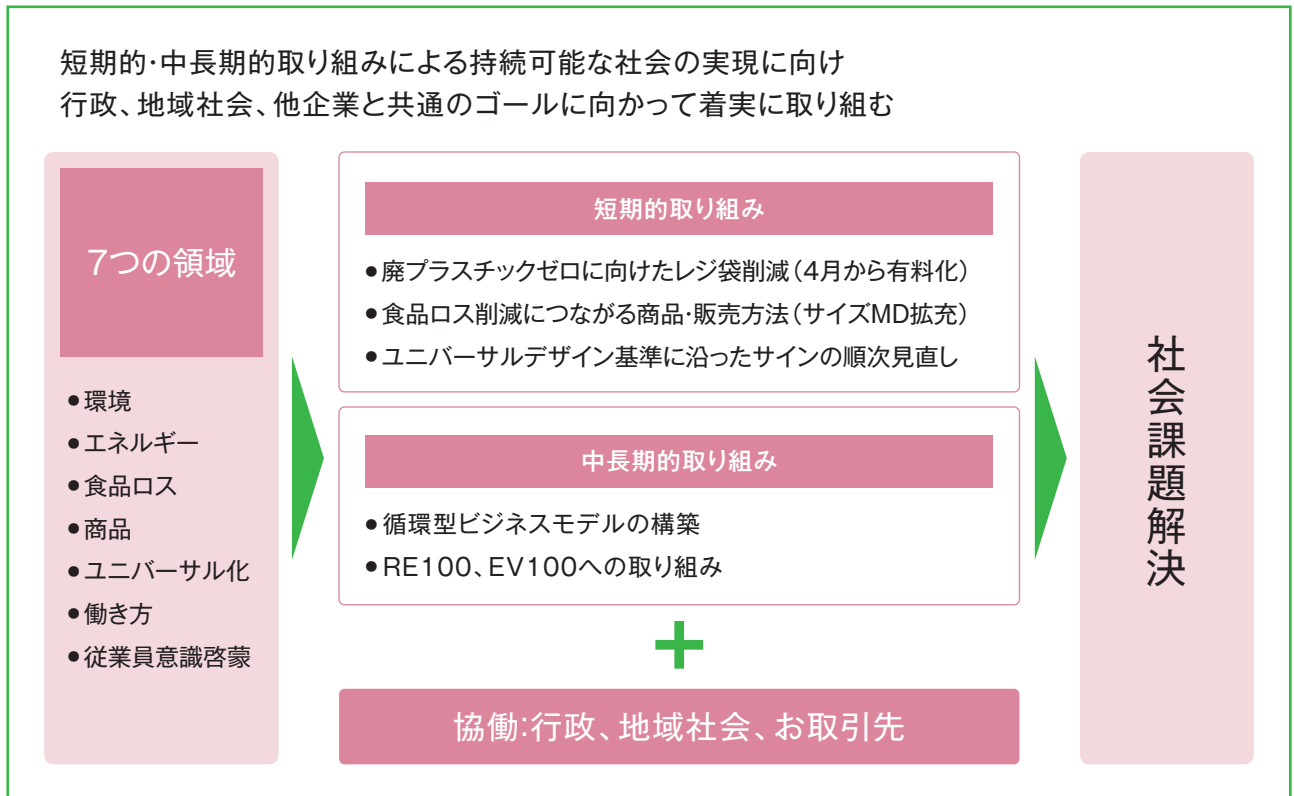 短期的・中長期的取り組みによる持続可能な社会の実現に向け
行政、地域社会、他企業と共通のゴールに向かって着実に取り組む
7つの領域
●環境
●エネルギー
●食品ロス
●商品
●ユニバーサル化
●働き方
●従業員意識啓蒙
短期的取り組み
●廃プラスチックゼロに向けたレジ袋削減（4月から有料化）
●食品ロス削減につながる商品・販売方法（サイズMD拡充）
●ユニバーサルデザイン基準に沿ったサインの順次見直し
中長期的取り組み
●循環型ビジネスモデルの構築
●RE100、EV100への取り組み
+
協働：行政、地域社会、お取引先
社会課題解決